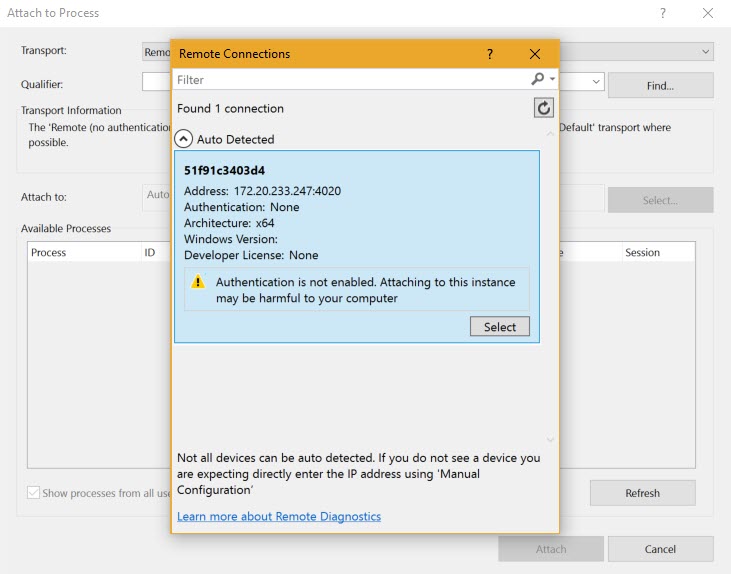 Attach to Process
Transport: Remo
Qualifier: Find...
Transport Information
The 'Remote (no authentication
Default' transport where
possible.
Attach to: Auto Select...
Available Processes
Process ID e Session
Show processes from all use
Refresh
Attach Cancel
Remote Connections
Filter
Found 1 connection
Auto Detected
51f91c3403d4
Address: 172.20.233.247:4020
Authentication: None
Architecture: x64
Windows Version:
Developer License: None
Authentication is not enabled. Attaching to this instance
may be harmful to your computer
Select
Not all devices can be auto detected. If you do not see a device you
are expecting directly enter the IP address using 'Manual
Configuration'
Learn more about Remote Diagnostics